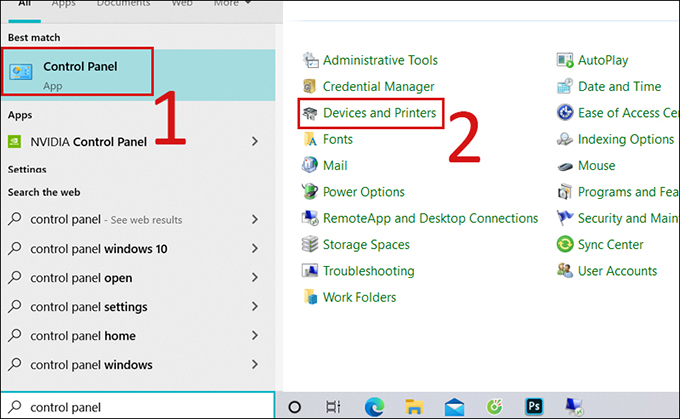 All Apps Documents Web More
Best match
Control Panel
App
1
Apps
NVIDIA Control Panel
Settings
Search the web
control panel - See web results
control panel windows 10
control panel open
control panel settings
control panel home
control panel windows
control panel
Administrative Tools
Credential Manager
Devices and Printers
2
Fonts
Mail
Power Options
RemoteApp and Desktop Connections
Storage Spaces
Troubleshooting
Work Folders
AutoPlay
Date and Time
Ease of Access Cen
Indexing Options
Mouse
Programs and Fea
Security and Main
Sync Center
User Accounts
Ps